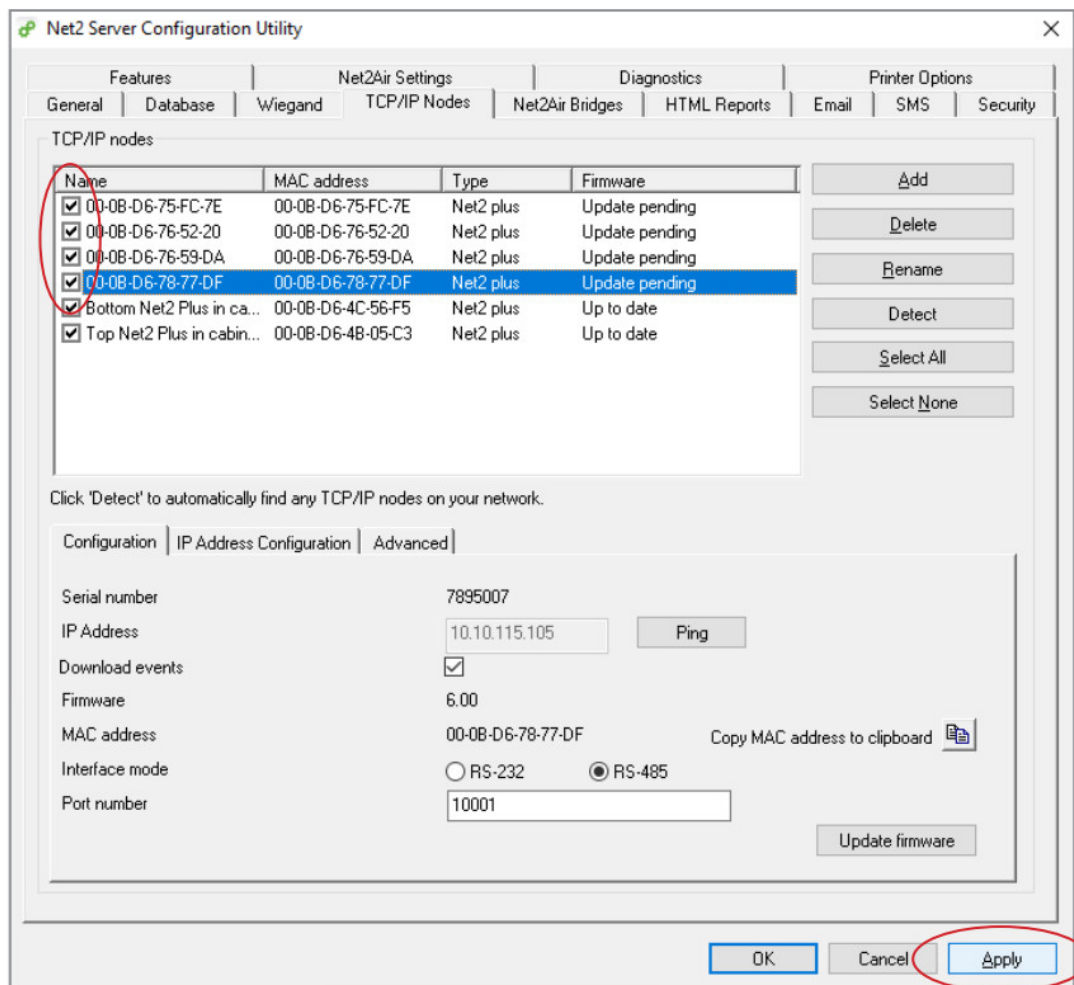 Net2 Server Configuration Utility
Features Net2Air Settings Diagnostics Printer Options
General Database Wiegand TCP/IP Nodes Net2Air Bridges HTML Reports Email SMS Security
TCP/IP nodes
Name MAC address Type Firmware
00-0B-D6-75-FC-7E 00-0B-D6-75-FC-7E Net2 plus Update pending
00-0B-D6-76-52-20 00-0B-D6-76-52-20 Net2 plus Update pending
00-0B-D6-76-59-DA 00-0B-D6-76-59-DA Net2 plus Update pending
00-0B-D6-78-77-DF 00-0B-D6-78-77-DF Net2 plus Update pending
Bottom Net2 Plus in ca... 00-0B-D6-4C-56-F5 Net2 plus Up to date
Top Net2 Plus in cabin... 00-0B-D6-4B-05-C3 Net2 plus Up to date
Add
Delete
Rename
Detect
Select All
Select None
Click 'Detect' to automatically find any TCP/IP nodes on your network.
Configuration IP Address Configuration Advanced
Serial number 7895007
IP Address 10.10.115.105 Ping
Download events
Firmware 6.00
MAC address 00-0B-D6-78-77-DF Copy MAC address to clipboard
Interface mode RS-232 RS-485
Port number 10001
Update firmware
OK Cancel Apply